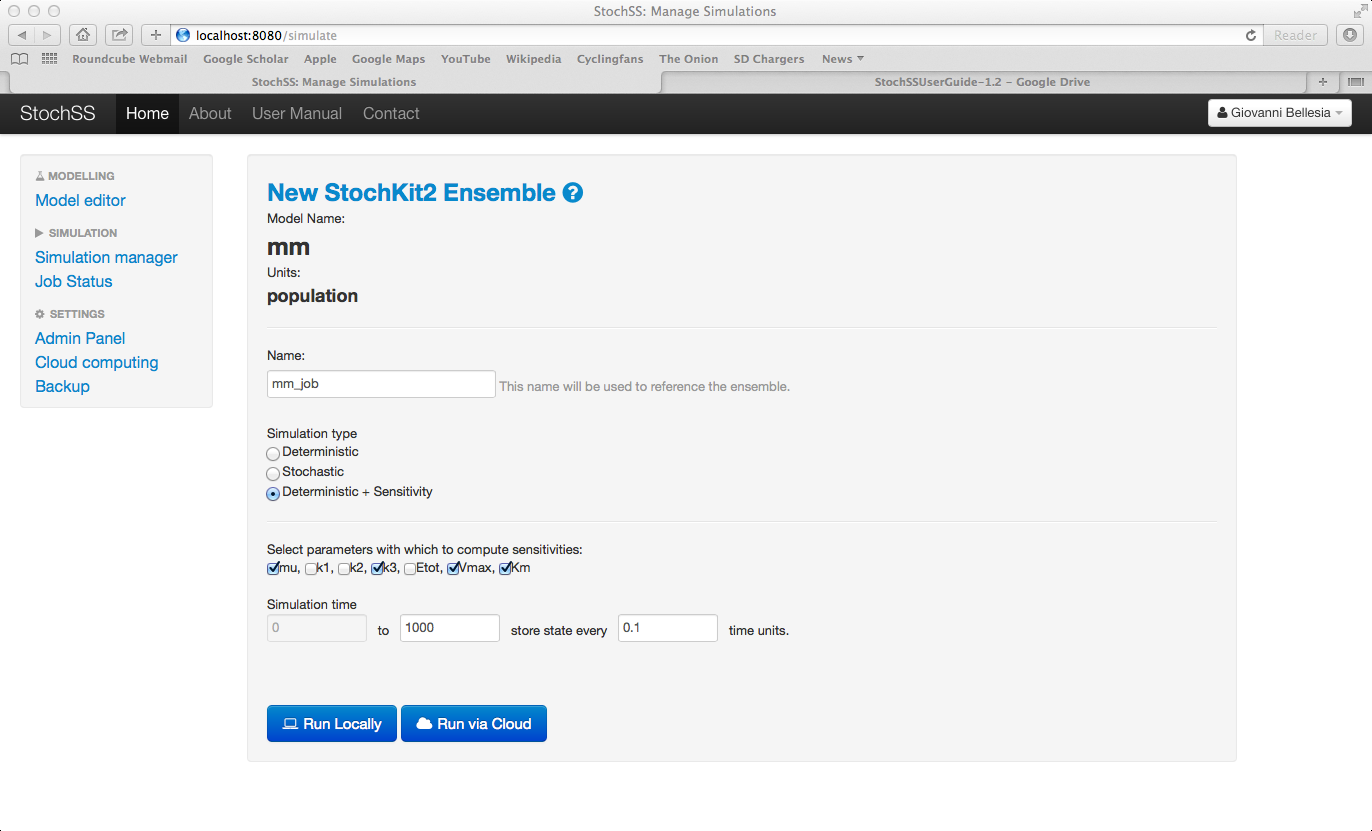 StochSS: Manage Simulations
localhost:8080/simulate
Reader
Roundcube Webmail Google Scholar Apple Google Maps YouTube Wikipedia Cyclingfans The Onion SD Chargers News
StochSS: Manage Simulations StochSSUserGuide-1.2 – Google Drive
StochSS Home About User Manual Contact Giovanni Bellesia
MODELLING
Model editor
SIMULATION
Simulation manager
Job Status
SETTINGS
Admin Panel
Cloud computing
Backup
New StochKit2 Ensemble ?
Model Name:
mm
Units:
population
Name:
mm_job This name will be used to reference the ensemble.
Simulation type
Deterministic
Stochastic
Deterministic + Sensitivity
Select parameters with which to compute sensitivities:
mu, k1, k2, k3, Etot, Vmax, Km
Simulation time
0 to 1000 store state every 0.1 time units.
Run Locally Run via Cloud